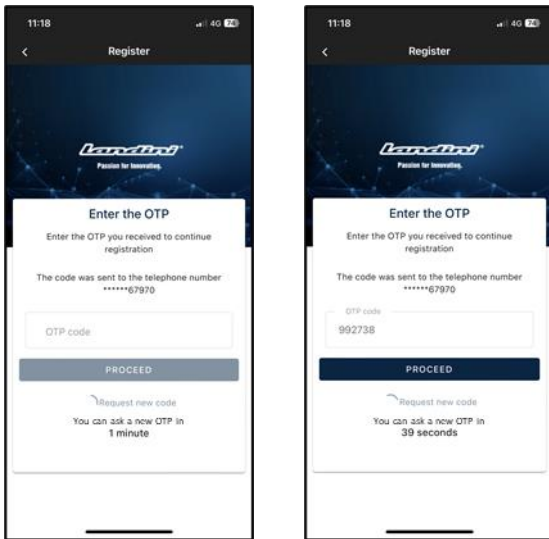 11:18
4G 74
Register
Landini
Passion for Innovating.
Enter the OTP
Enter the OTP you received to continue
registration
The code was sent to the telephone number
******67970
OTP code
PROCEED
Request new code
You can ask a new OTP in
1 minute
11:18
4G 74
Register
Landini
Passion for Innovating.
Enter the OTP
Enter the OTP you received to continue
registration
The code was sent to the telephone number
******67970
OTP code
992738
PROCEED
Request new code
You can ask a new OTP in
39 seconds